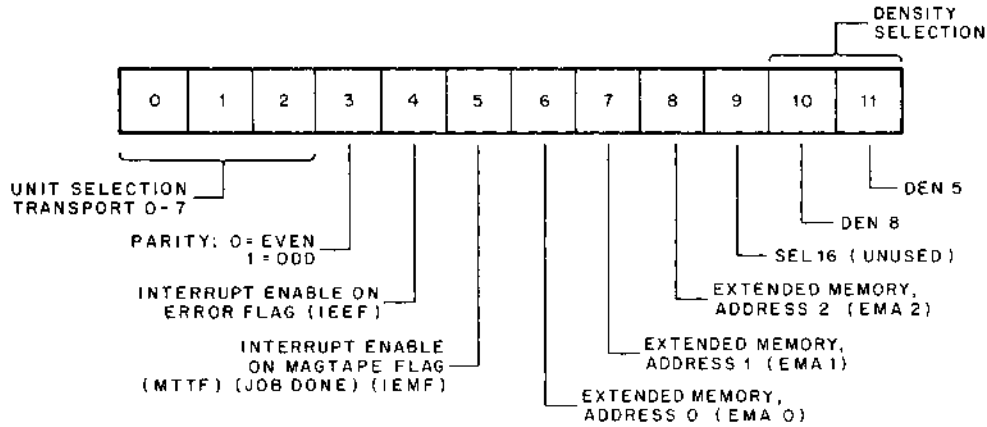 DENSITY
SELECTION
0 1 2 3 4 5 6 7 8 9 10 11
UNIT SELECTION
TRANSPORT 0-7
DEN 5
DEN 8
PARITY: 0=EVEN
1=ODD
SEL 16 (UNUSED)
INTERRUPT ENABLE ON
ERROR FLAG (IEEF)
EXTENDED MEMORY,
ADDRESS 2 (EMA 2)
INTERRUPT ENABLE
ON MAGTAPE FLAG
(MTTF) (JOB DONE) (IEMF)
EXTENDED MEMORY,
ADDRESS 1 (EMA 1)
EXTENDED MEMORY,
ADDRESS 0 (EMA 0)